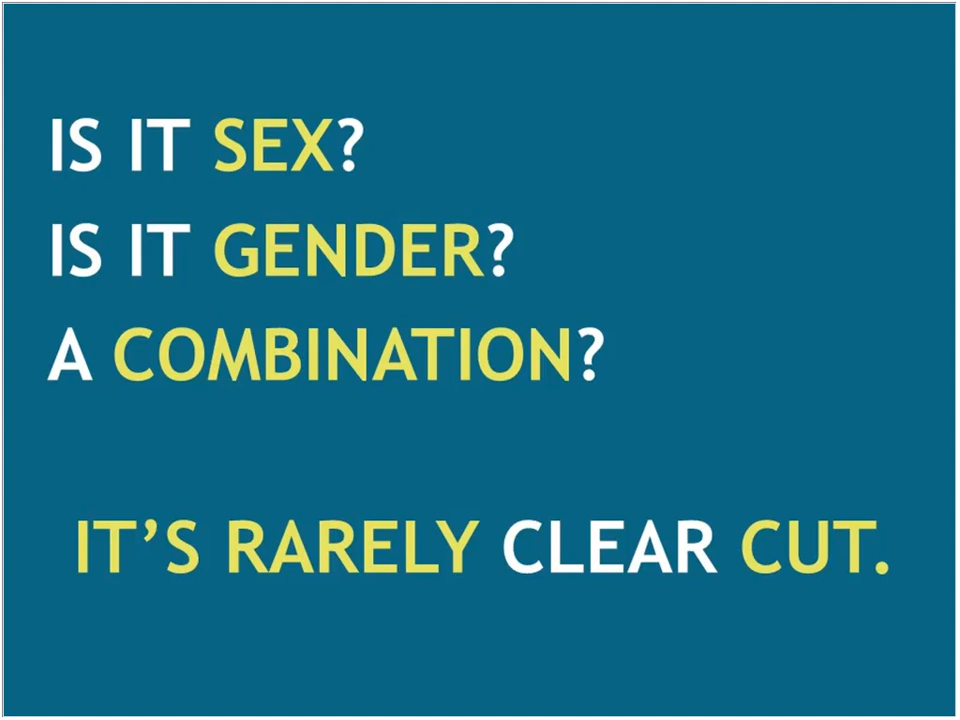 IS IT SEX?
IS IT GENDER?
A COMBINATION?
IT’S RARELY CLEAR CUT.